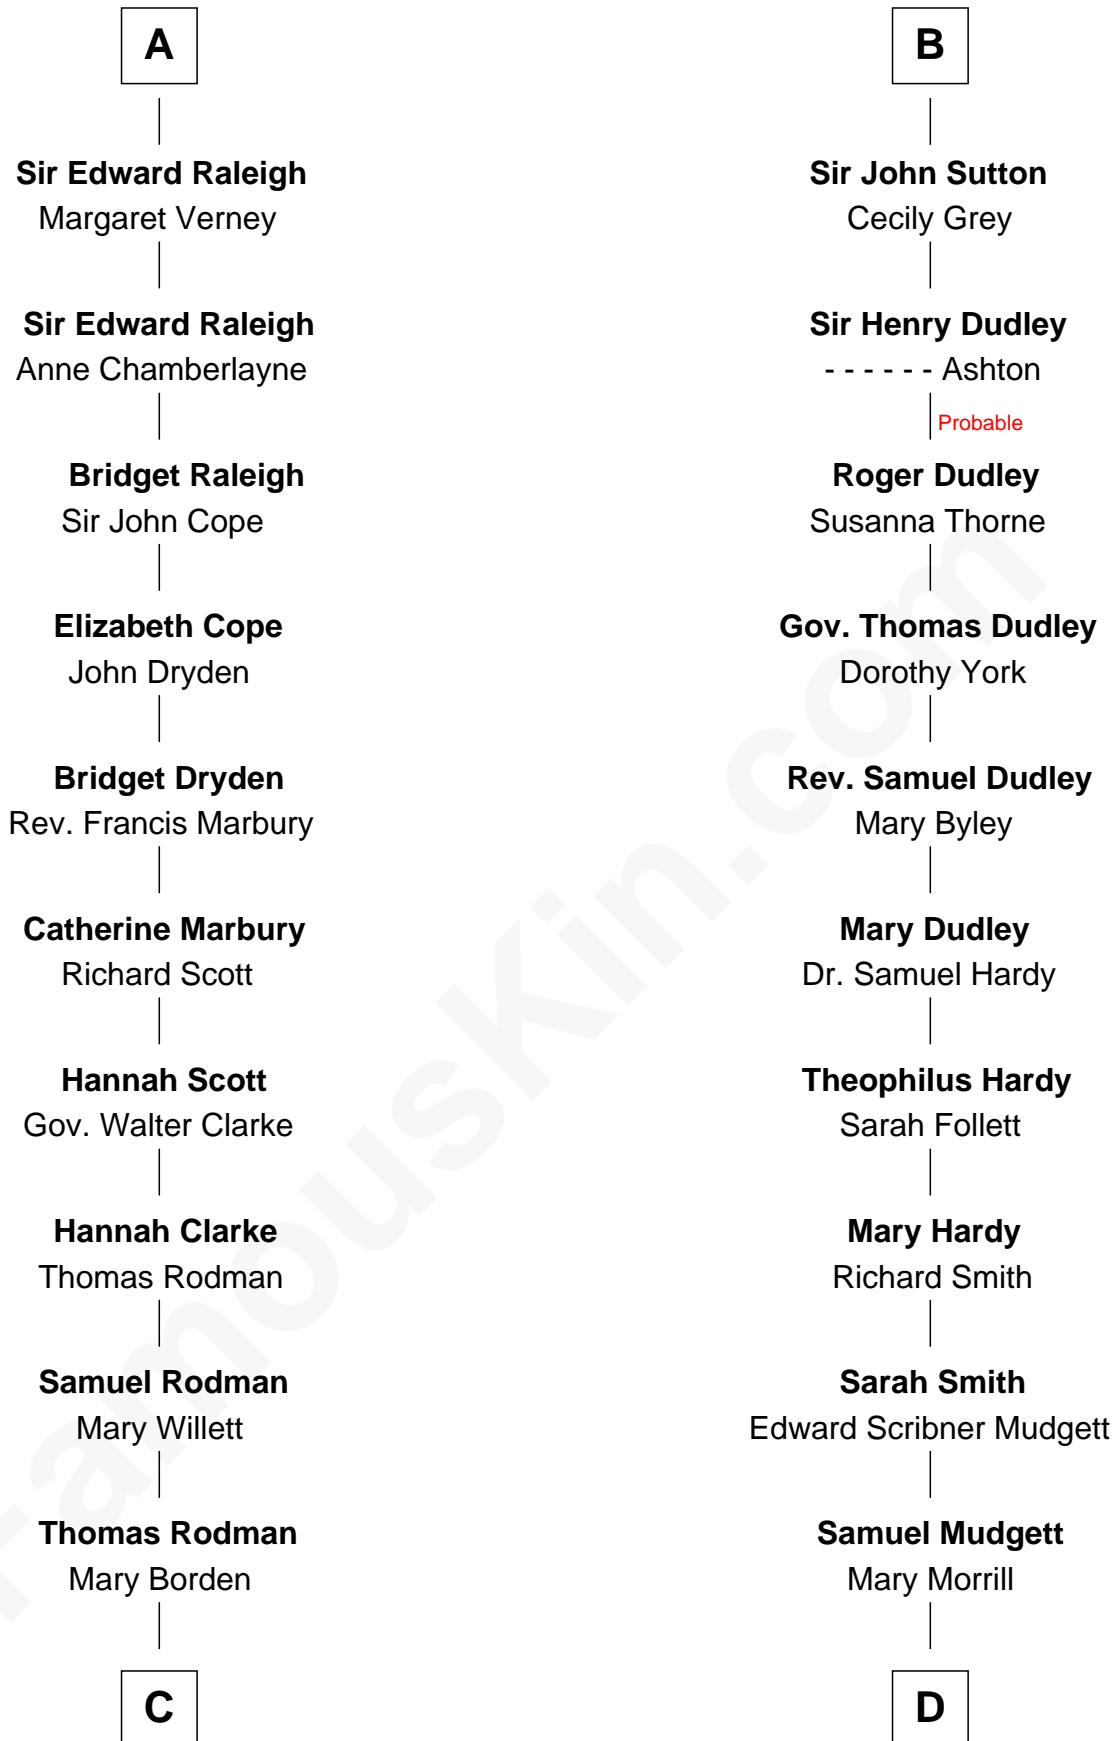 A
Sir Edward Raleigh
Margaret Verney
Sir Edward Raleigh
Anne Chamberlayne
Bridget Raleigh
Sir John Cope
Elizabeth Cope
John Dryden
Bridget Dryden
Rev. Francis Marbury
Catherine Marbury
Richard Scott
Hannah Scott
Gov. Walter Clarke
Hannah Clarke
Thomas Rodman
Samuel Rodman
Mary Willett
Thomas Rodman
Mary Borden
C
B
Sir John Sutton
Cecily Grey
Sir Henry Dudley
- - - - - - Ashton
Probable
Roger Dudley
Susanna Thorne
Gov. Thomas Dudley
Dorothy York
Rev. Samuel Dudley
Mary Byley
Mary Dudley
Dr. Samuel Hardy
Theophilus Hardy
Sarah Follett
Mary Hardy
Richard Smith
Sarah Smith
Edward Scribner Mudgett
Samuel Mudgett
Mary Morrill
D
FamousKin.com